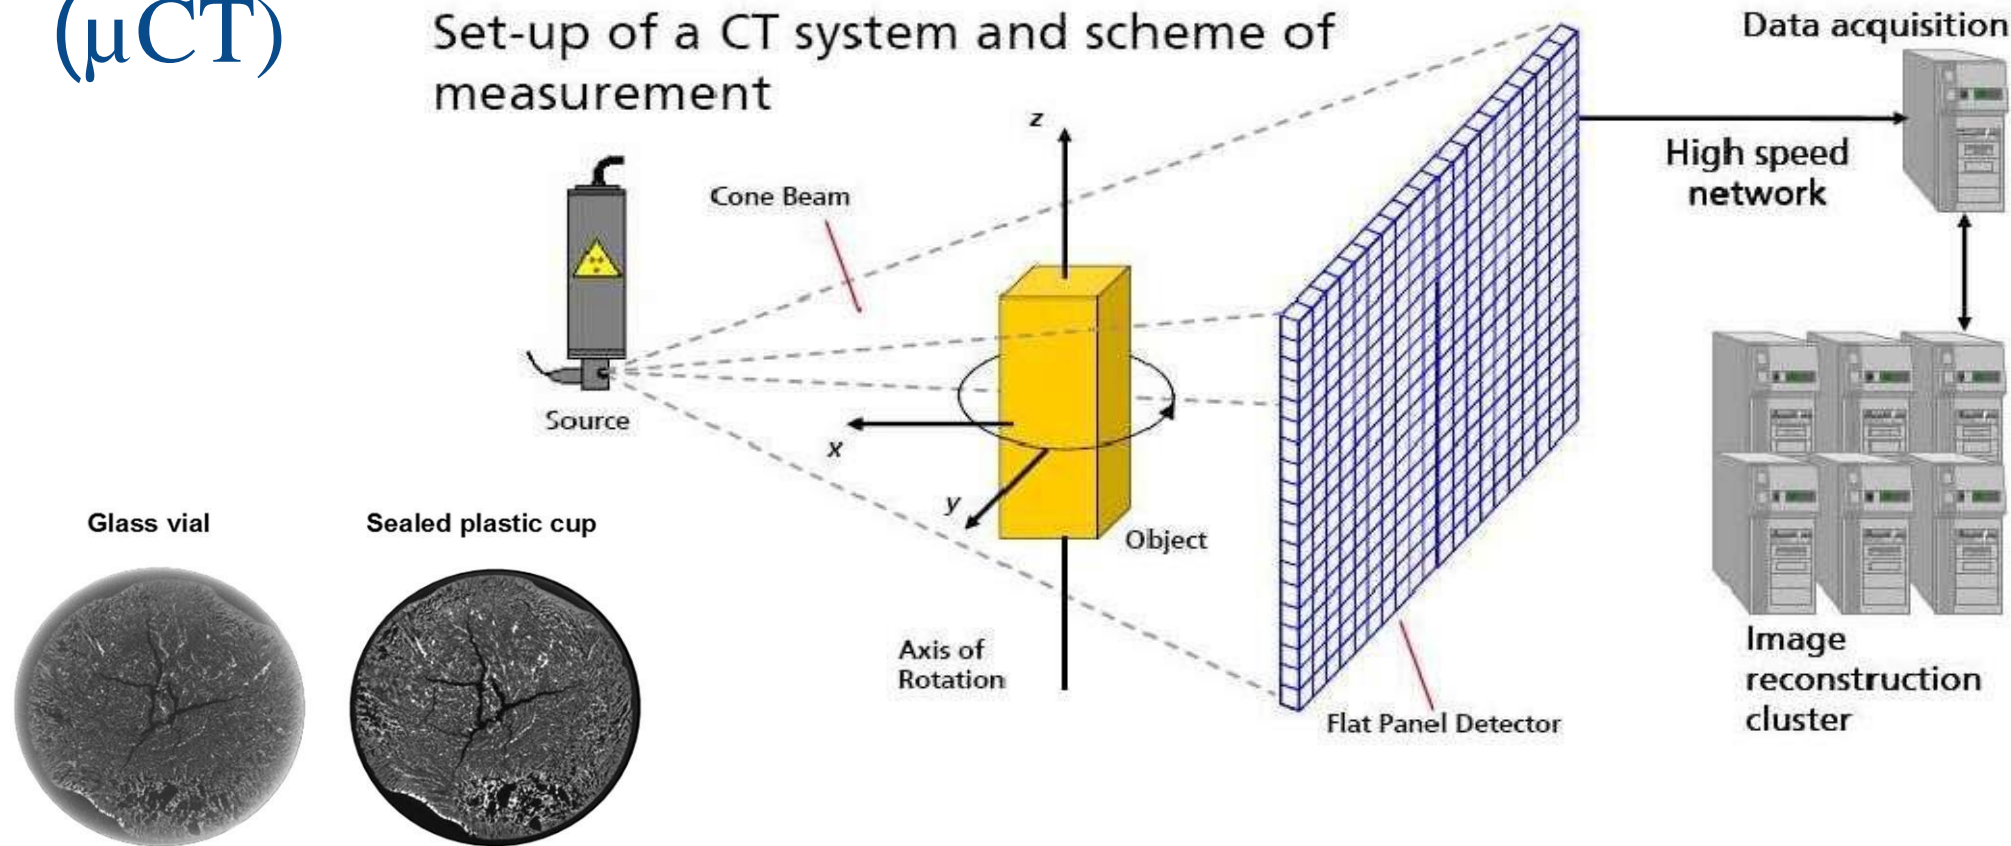 (µCT)
Set-up of a CT system and scheme of
measurement
Data acquisition
High speed
network
z
Cone Beam
Source
x
y
Object
Axis of
Rotation
Flat Panel Detector
Image
reconstruction
cluster
Glass vial
Sealed plastic cup